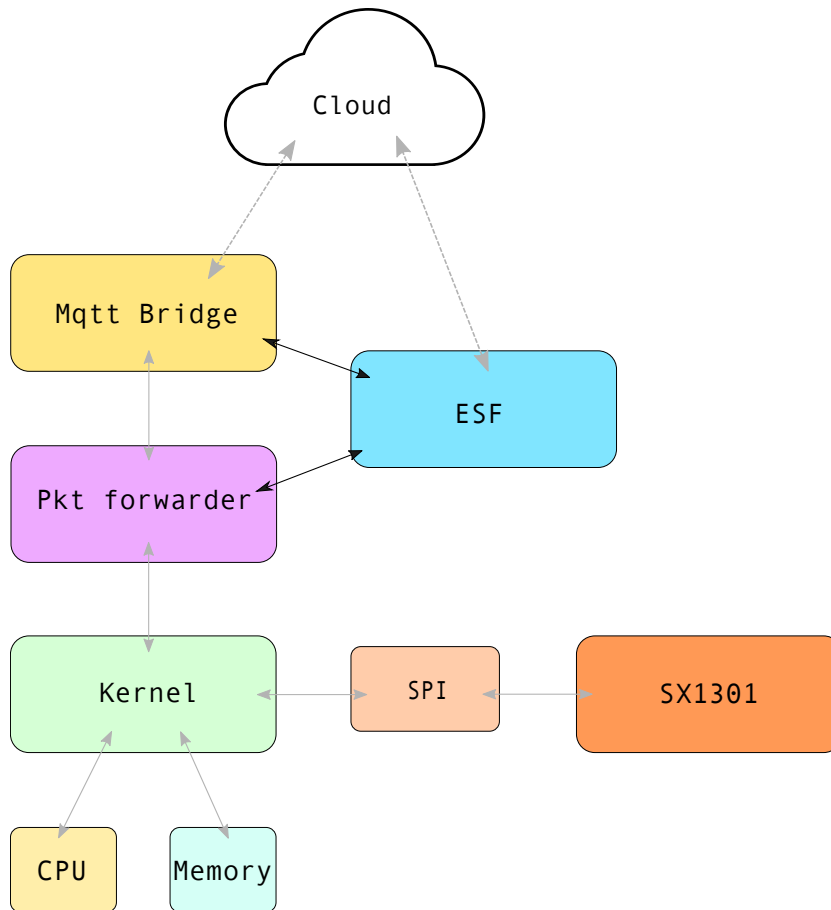 Cloud
Mqtt Bridge
ESF
Pkt forwarder
Kernel
SPI
SX1301
CPU
Memory